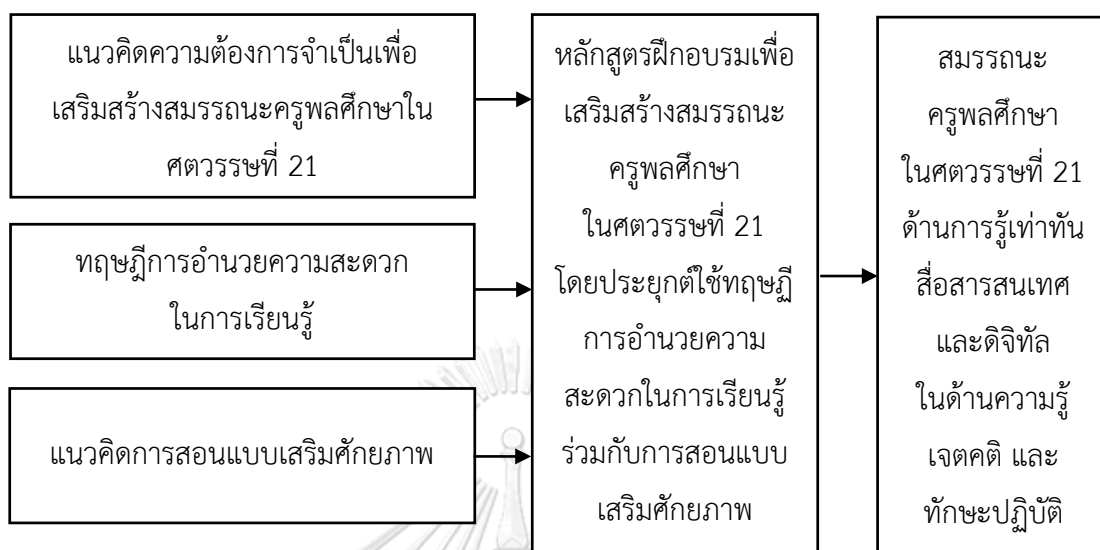 แนวคิดความต้องการจำเป็นเพื่อ
เสริมสร้างสมรรถนะครูพลศึกษาใน
ศตวรรษที่ 21
ทฤษฎีการอำนวยความสะดวก
ในการเรียนรู้
แนวคิดการสอนแบบเสริมศักยภาพ
หลักสูตรฝึกอบรมเพื่อ
เสริมสร้างสมรรถนะ
ครูพลศึกษา
ในศตวรรษที่ 21
โดยประยุกต์ใช้ทฤษฏี
การอำนวยความ
สะดวกในการเรียนรู้
ร่วมกับการสอนแบบ
เสริมศักยภาพ
สมรรถนะ
ครูพลศึกษา
ในศตวรรษที่ 21
ด้านการรู้เท่าทัน
สื่อสารสนเทศ
และดิจิทัล
ในด้านความรู้
เจตคติ และ
ทักษะปฏิบัติ